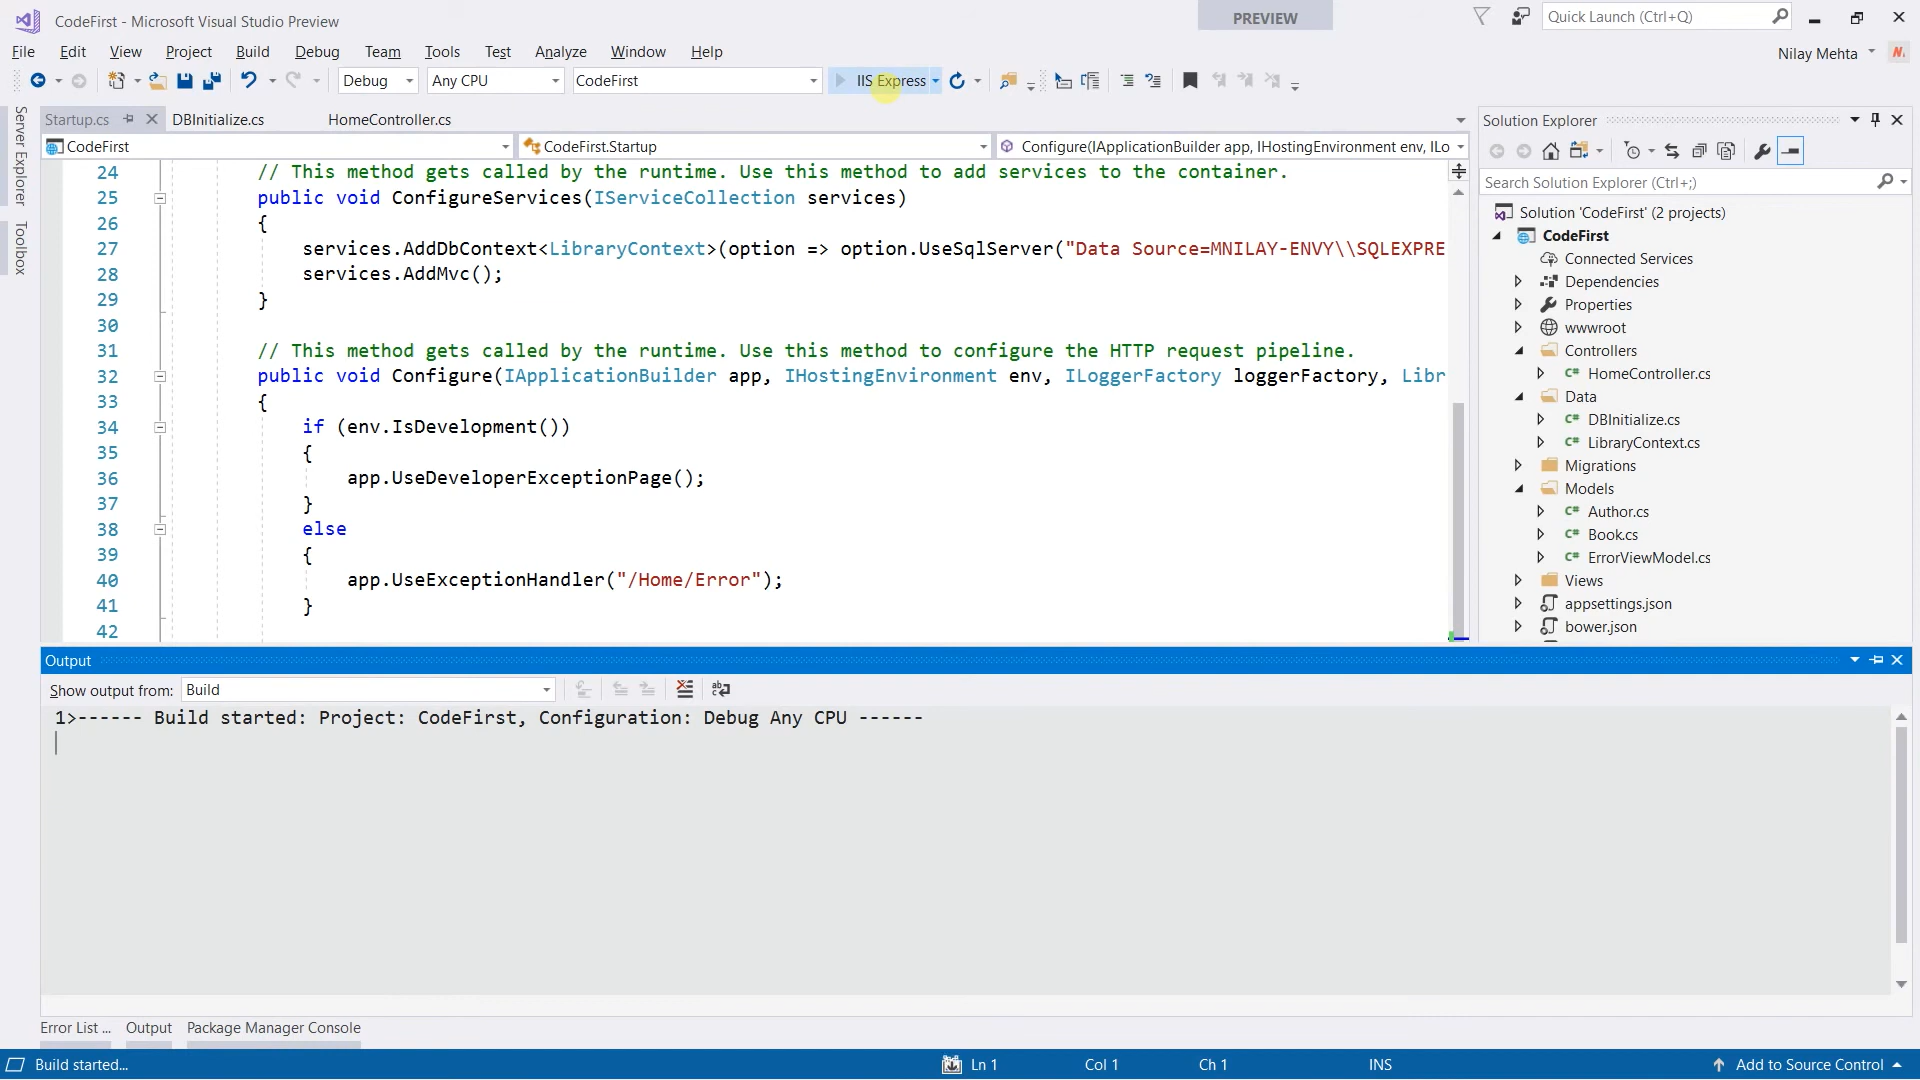 CodeFirst - Microsoft Visual Studio Preview
PREVIEW
Quick Launch (Ctrl+Q)
File Edit View Project Build Debug Team Tools Test Analyze Window Help
Nilay Mehta
Debug Any CPU CodeFirst IIS Express
Server Explorer
Toolbox
Startup.cs DBInitialize.cs HomeController.cs
CodeFirst CodeFirst.Startup Configure(IApplicationBuilder app, IHostingEnvironment env, ILo
24 // This method gets called by the runtime. Use this method to add services to the container.
25 public void ConfigureServices(IServiceCollection services)
26 {
27 services.AddDbContext<LibraryContext>(option => option.UseSqlServer("Data Source=MNILAY-ENVY\\SQLEXPRE
28 services.AddMvc();
29 }
30
31 // This method gets called by the runtime. Use this method to configure the HTTP request pipeline.
32 public void Configure(IApplicationBuilder app, IHostingEnvironment env, ILoggerFactory loggerFactory, Libr
33 {
34 if (env.IsDevelopment())
35 {
36 app.UseDeveloperExceptionPage();
37 }
38 else
39 {
40 app.UseExceptionHandler("/Home/Error");
41 }
42
Solution Explorer
Search Solution Explorer (Ctrl+;)
Solution 'CodeFirst' (2 projects)
CodeFirst
Connected Services
Dependencies
Properties
wwwroot
Controllers
C# HomeController.cs
Data
C# DBInitialize.cs
C# LibraryContext.cs
Migrations
Models
C# Author.cs
C# Book.cs
C# ErrorViewModel.cs
Views
appsettings.json
bower.json
Output
Show output from: Build
1>------ Build started: Project: CodeFirst, Configuration: Debug Any CPU ------
Error List ... Output Package Manager Console
Build started... Ln 1 Col 1 Ch 1 INS Add to Source Control